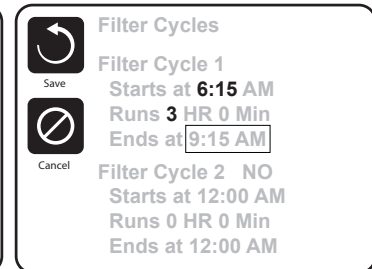 Filter Cycles
Save
Filter Cycle 1
Starts at 6:15 AM
Runs 3 HR 0 Min
Ends at 9:15 AM
Cancel
Filter Cycle 2 NO
Starts at 12:00 AM
Runs 0 HR 0 Min
Ends at 12:00 AM